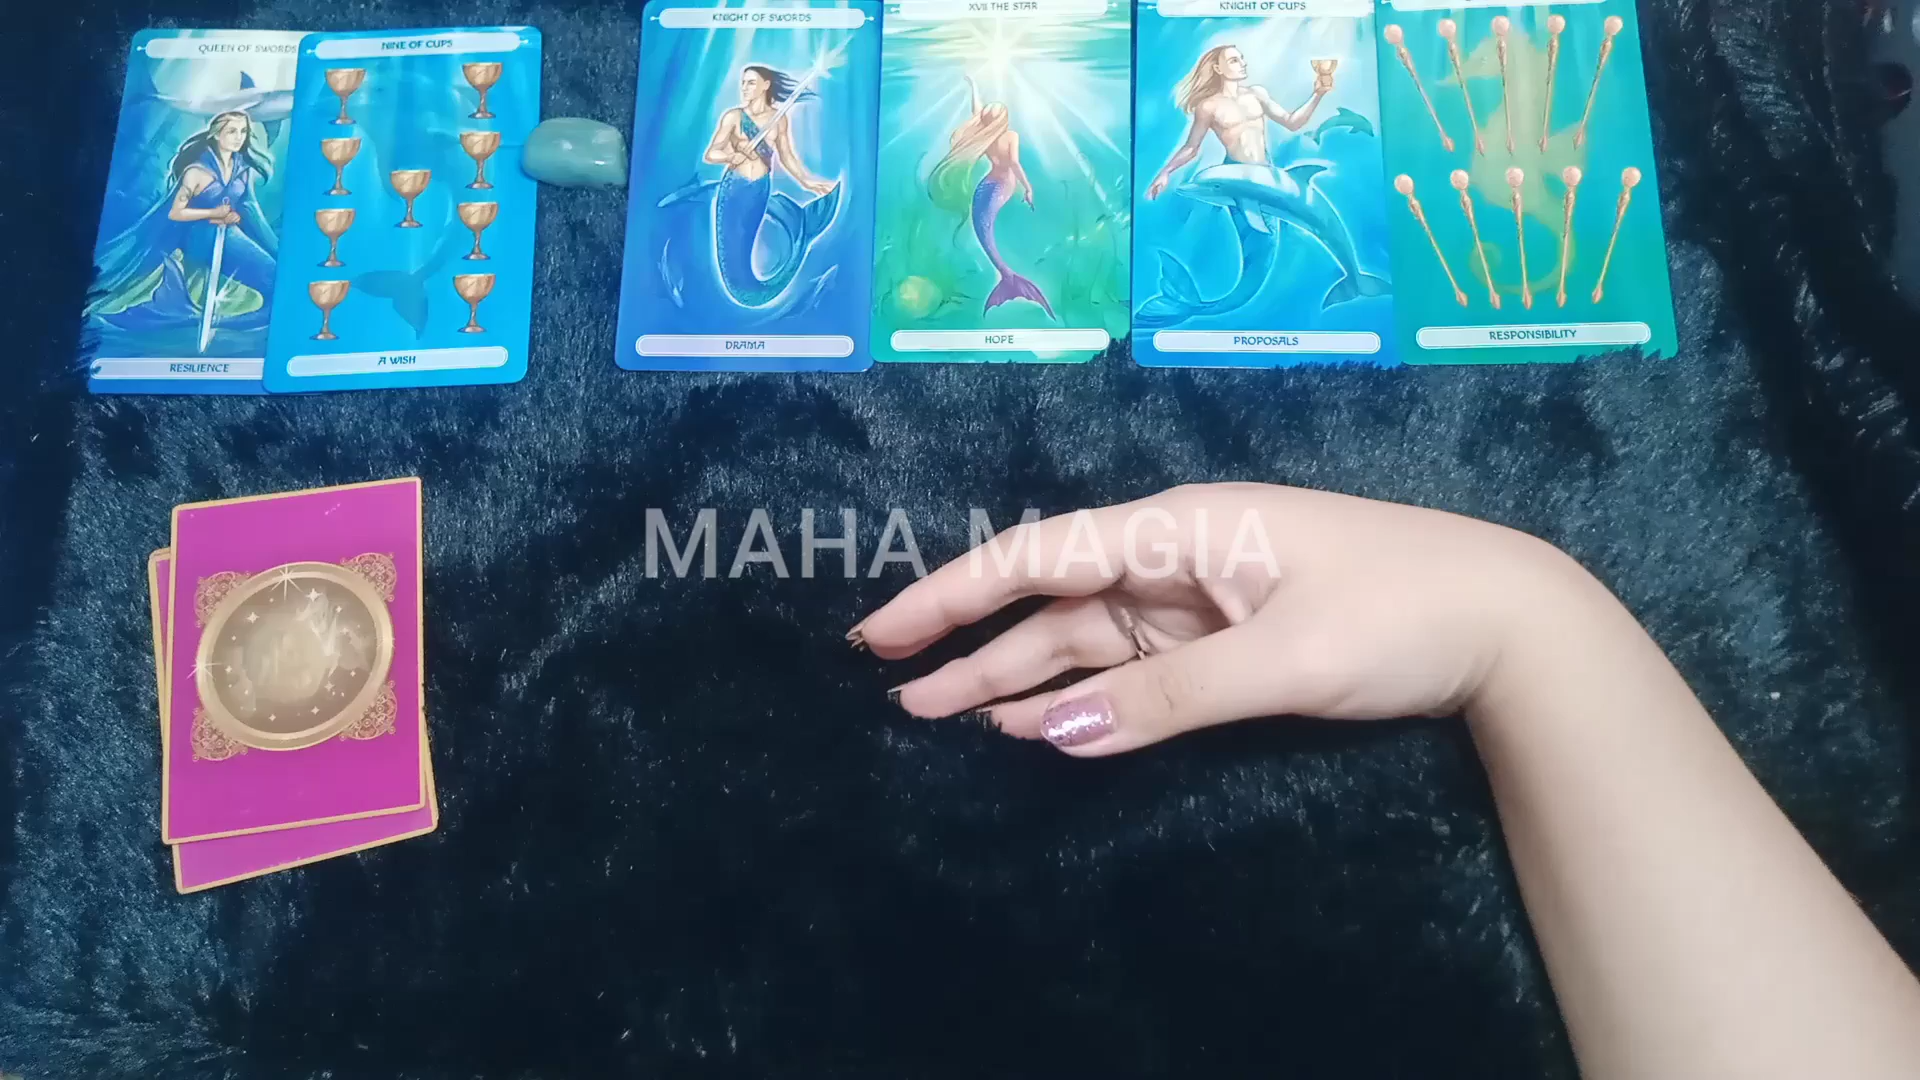 QUEEN OF SWORDS
NINE OF CUPS
KNIGHT OF SWORDS
XVII THE STAR
KNIGHT OF CUPS
RESILIENCE
A WISH
DRAMA
HOPE
PROPOSALS
RESPONSIBILITY
MAHA MAGIA